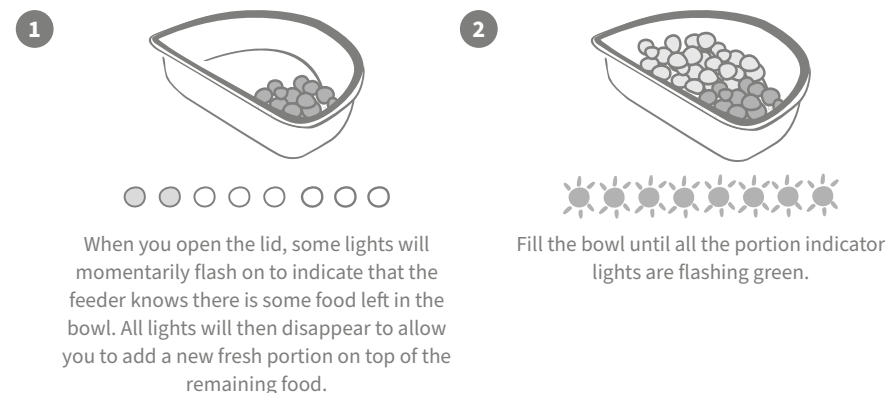 1
When you open the lid, some lights will
momentarily flash on to indicate that the
feeder knows there is some food left in the
bowl. All lights will then disappear to allow
you to add a new fresh portion on top of the
remaining food.
2
Fill the bowl until all the portion indicator
lights are flashing green.